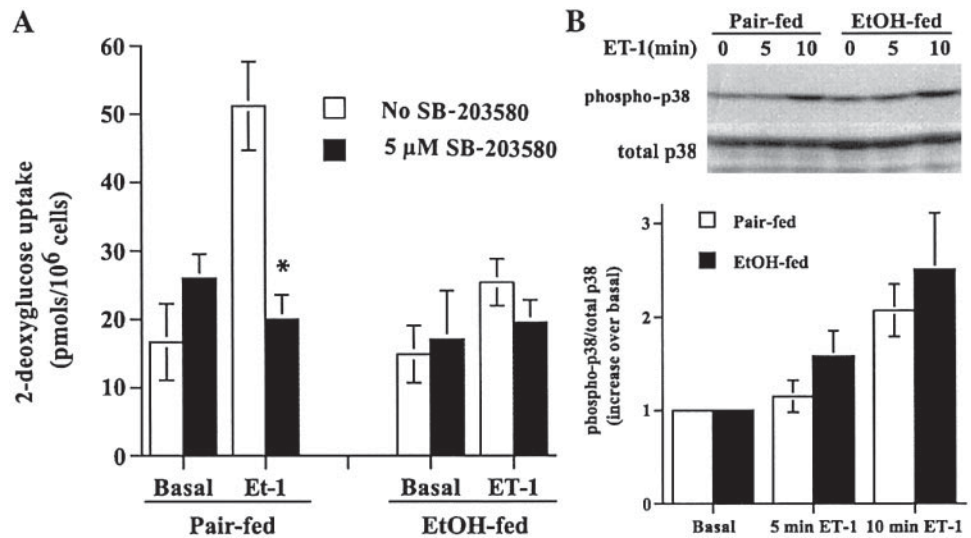 A
60
50
40
30
20
10
0
2-deoxyglucose uptake
(pmols/10⁶ cells)
No SB-203580
5 µM SB-203580
*
Basal Et-1 Basal ET-1
Pair-fed EtOH-fed
B
Pair-fed EtOH-fed
ET-1(min) 0 5 10 0 5 10
phospho-p38
total p38
3
2
1
0
phospho-p38/total p38
(increase over basal)
Pair-fed
EtOH-fed
Basal 5 min ET-1 10 min ET-1